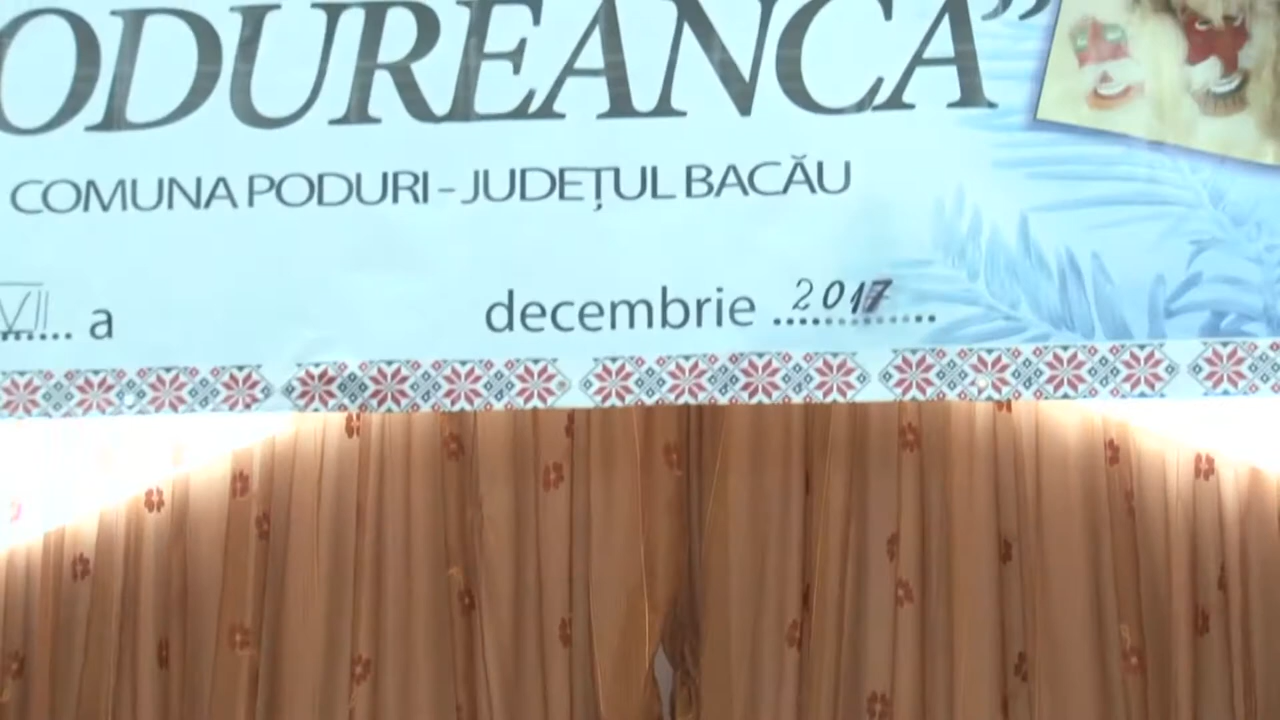 ODUREANCA”
COMUNA PODURI - JUDEȚUL BACĂU
VII.... a decembrie ..2017....